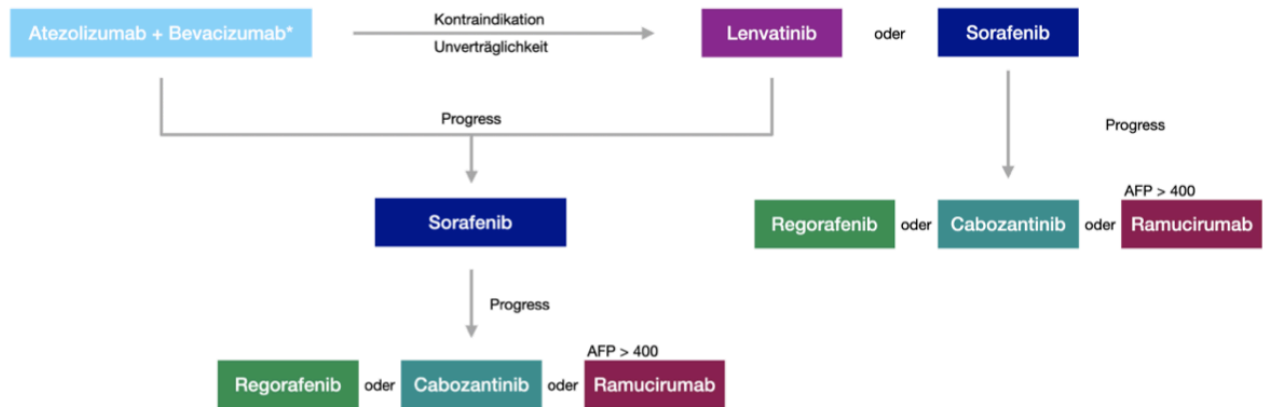 Atezolizumab + Bevacizumab*
Kontraindikation
Unverträglichkeit
Lenvatinib
oder
Sorafenib
Progress
Progress
Sorafenib
AFP > 400
Regorafenib oder Cabozantinib oder Ramucirumab
Progress
AFP > 400
Regorafenib oder Cabozantinib oder Ramucirumab